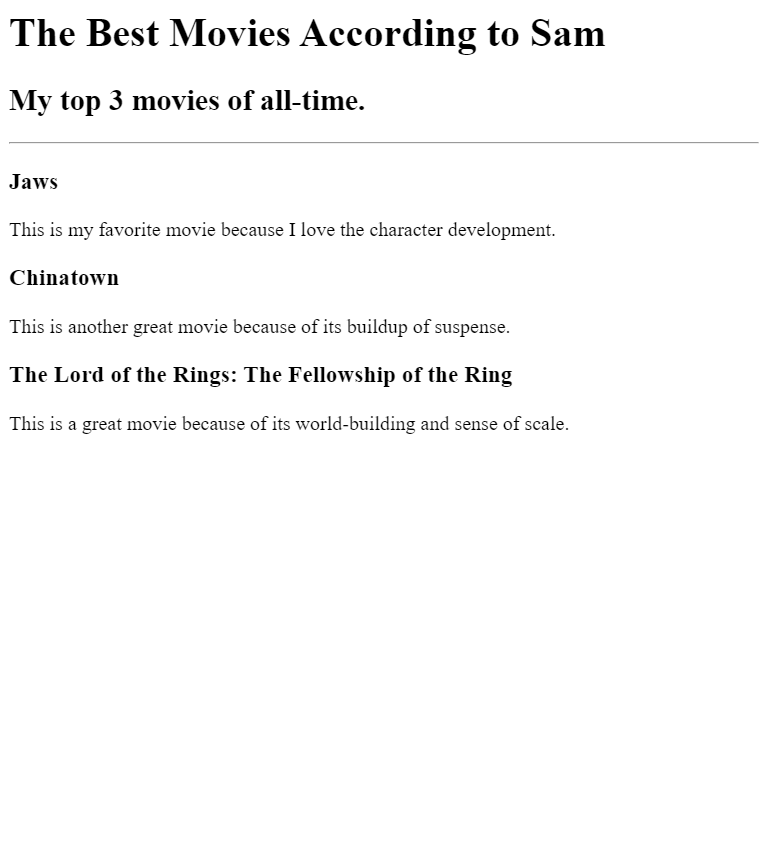 The Best Movies According to Sam
My top 3 movies of all-time.
Jaws
This is my favorite movie because I love the character development.
Chinatown
This is another great movie because of its buildup of suspense.
The Lord of the Rings: The Fellowship of the Ring
This is a great movie because of its world-building and sense of scale.